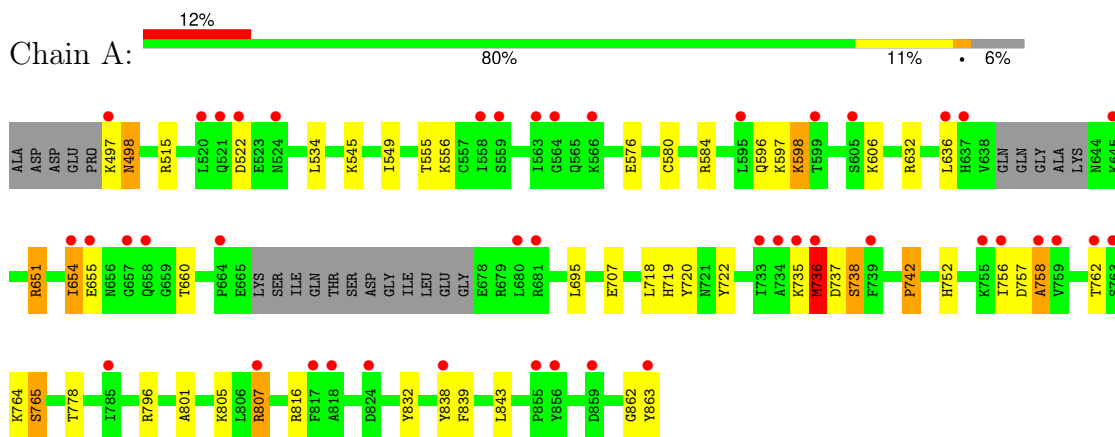 12%
Chain A:
80% 11% • 6%
ALA ASP ASP GLU PRO K497 N498 R515 L520 Q521 D522 E523 N524 L534 K545 I549 T555 K556 C557 I558 S559 I563 G564 Q565 K566 E576 C580 R584 L595 Q596 K597 K598 T599 S605 K606 R632 L636 H637 V638 GLN GLN GLY ALA LYS N644 K645
R651 I654 E655 N656 G657 Q658 G659 T660 P664 E665 LYS SER ILE GLN THR SER ASP GLY ILE LEU GLU GLY E678 R679 L680 R681 L695 E707 L718 H719 Y720 N721 Y722 I733 A734 K735 M736 D737 S738 F739 P742 H752 K755 I756 D757 A758 V759 T762 S763
K764 S765 T778 I785 R796 A801 K805 L806 R807 R816 F817 A818 D824 Y832 Y838 F839 L843 P855 Y856 D859 G862 Y863